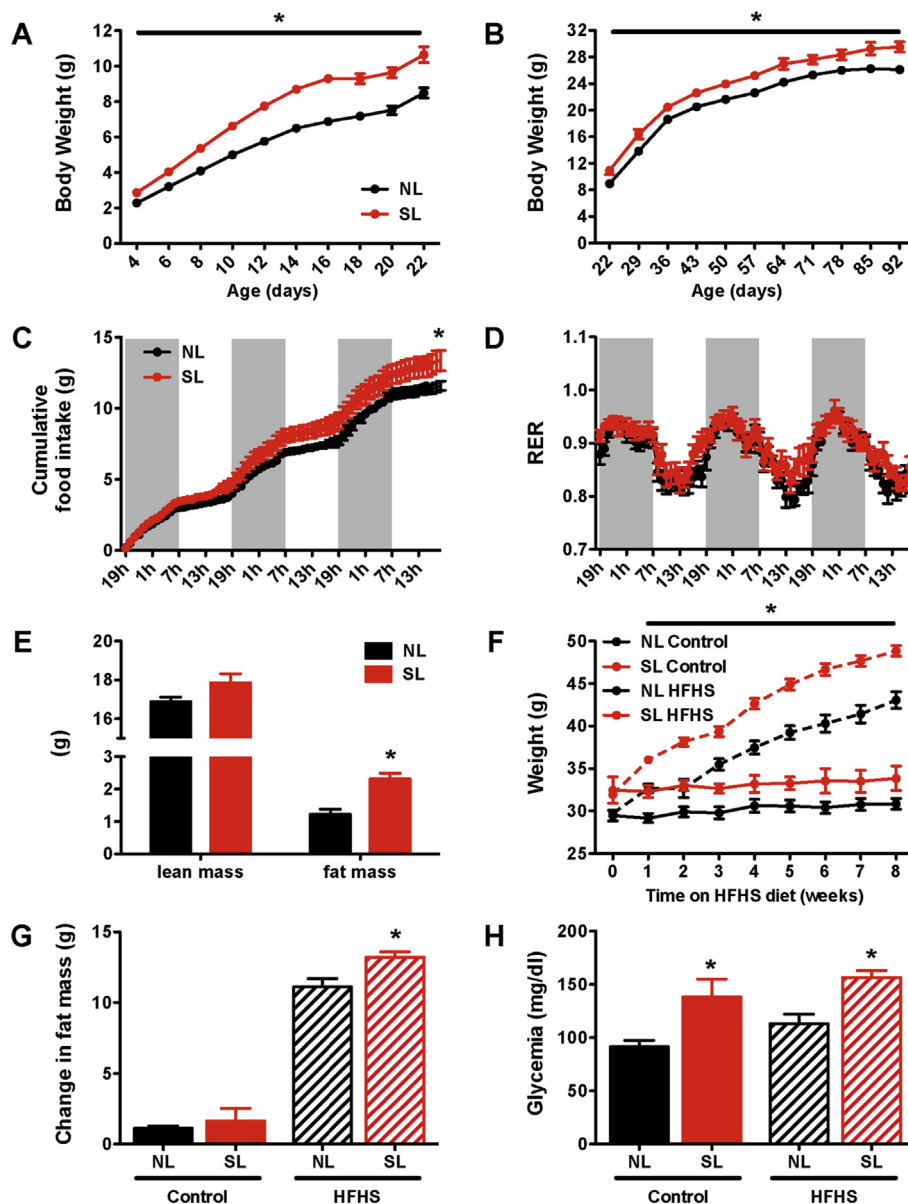 A
*
Body Weight (g)
12
10
8
6
4
2
0
NL
SL
4 6 8 10 12 14 16 18 20 22
Age (days)
B
*
Body Weight (g)
32
28
24
20
16
12
8
4
0
22 29 36 43 50 57 64 71 78 85 92
Age (days)
C
*
Cumulative
food intake (g)
15
10
5
0
NL
SL
19h 1h 7h 13h 19h 1h 7h 13h 19h 1h 7h 13h
D
RER
1.1
1.0
0.9
0.8
0.7
19h 1h 7h 13h 19h 1h 7h 13h 19h 1h 7h 13h
E
(g)
20
18
16
3
2
1
0
NL
SL
*
lean mass fat mass
F
*
Weight (g)
50
45
40
35
30
25
NL Control
SL Control
NL HFHS
SL HFHS
0 1 2 3 4 5 6 7 8
Time on HFHS diet (weeks)
G
Change in fat mass (g)
15
10
5
0
*
NL SL NL SL
Control HFHS
H
Glycemia (mg/dl)
200
150
100
50
0
* *
NL SL NL SL
Control HFHS